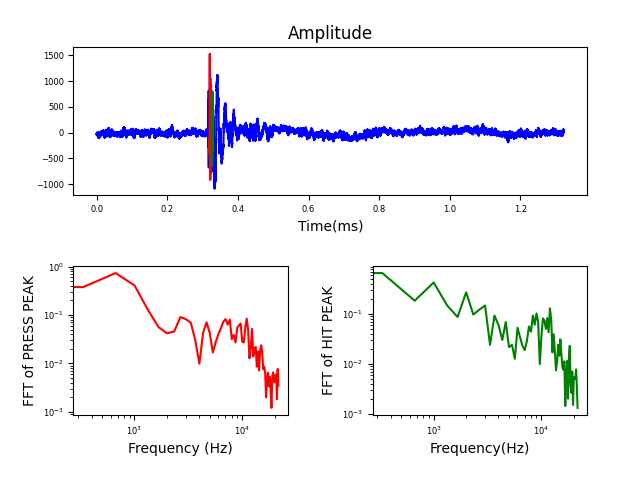 Amplitude
1500
1000
500
0
−500
−1000
0.0 0.2 0.4 0.6 0.8 1.0 1.2
Time(ms)
FFT of PRESS PEAK
10⁰
10⁻¹
10⁻²
10⁻³
10³ 10⁴
Frequency (Hz)
FFT of HIT PEAK
10⁻¹
10⁻²
10⁻³
10³ 10⁴
Frequency(Hz)